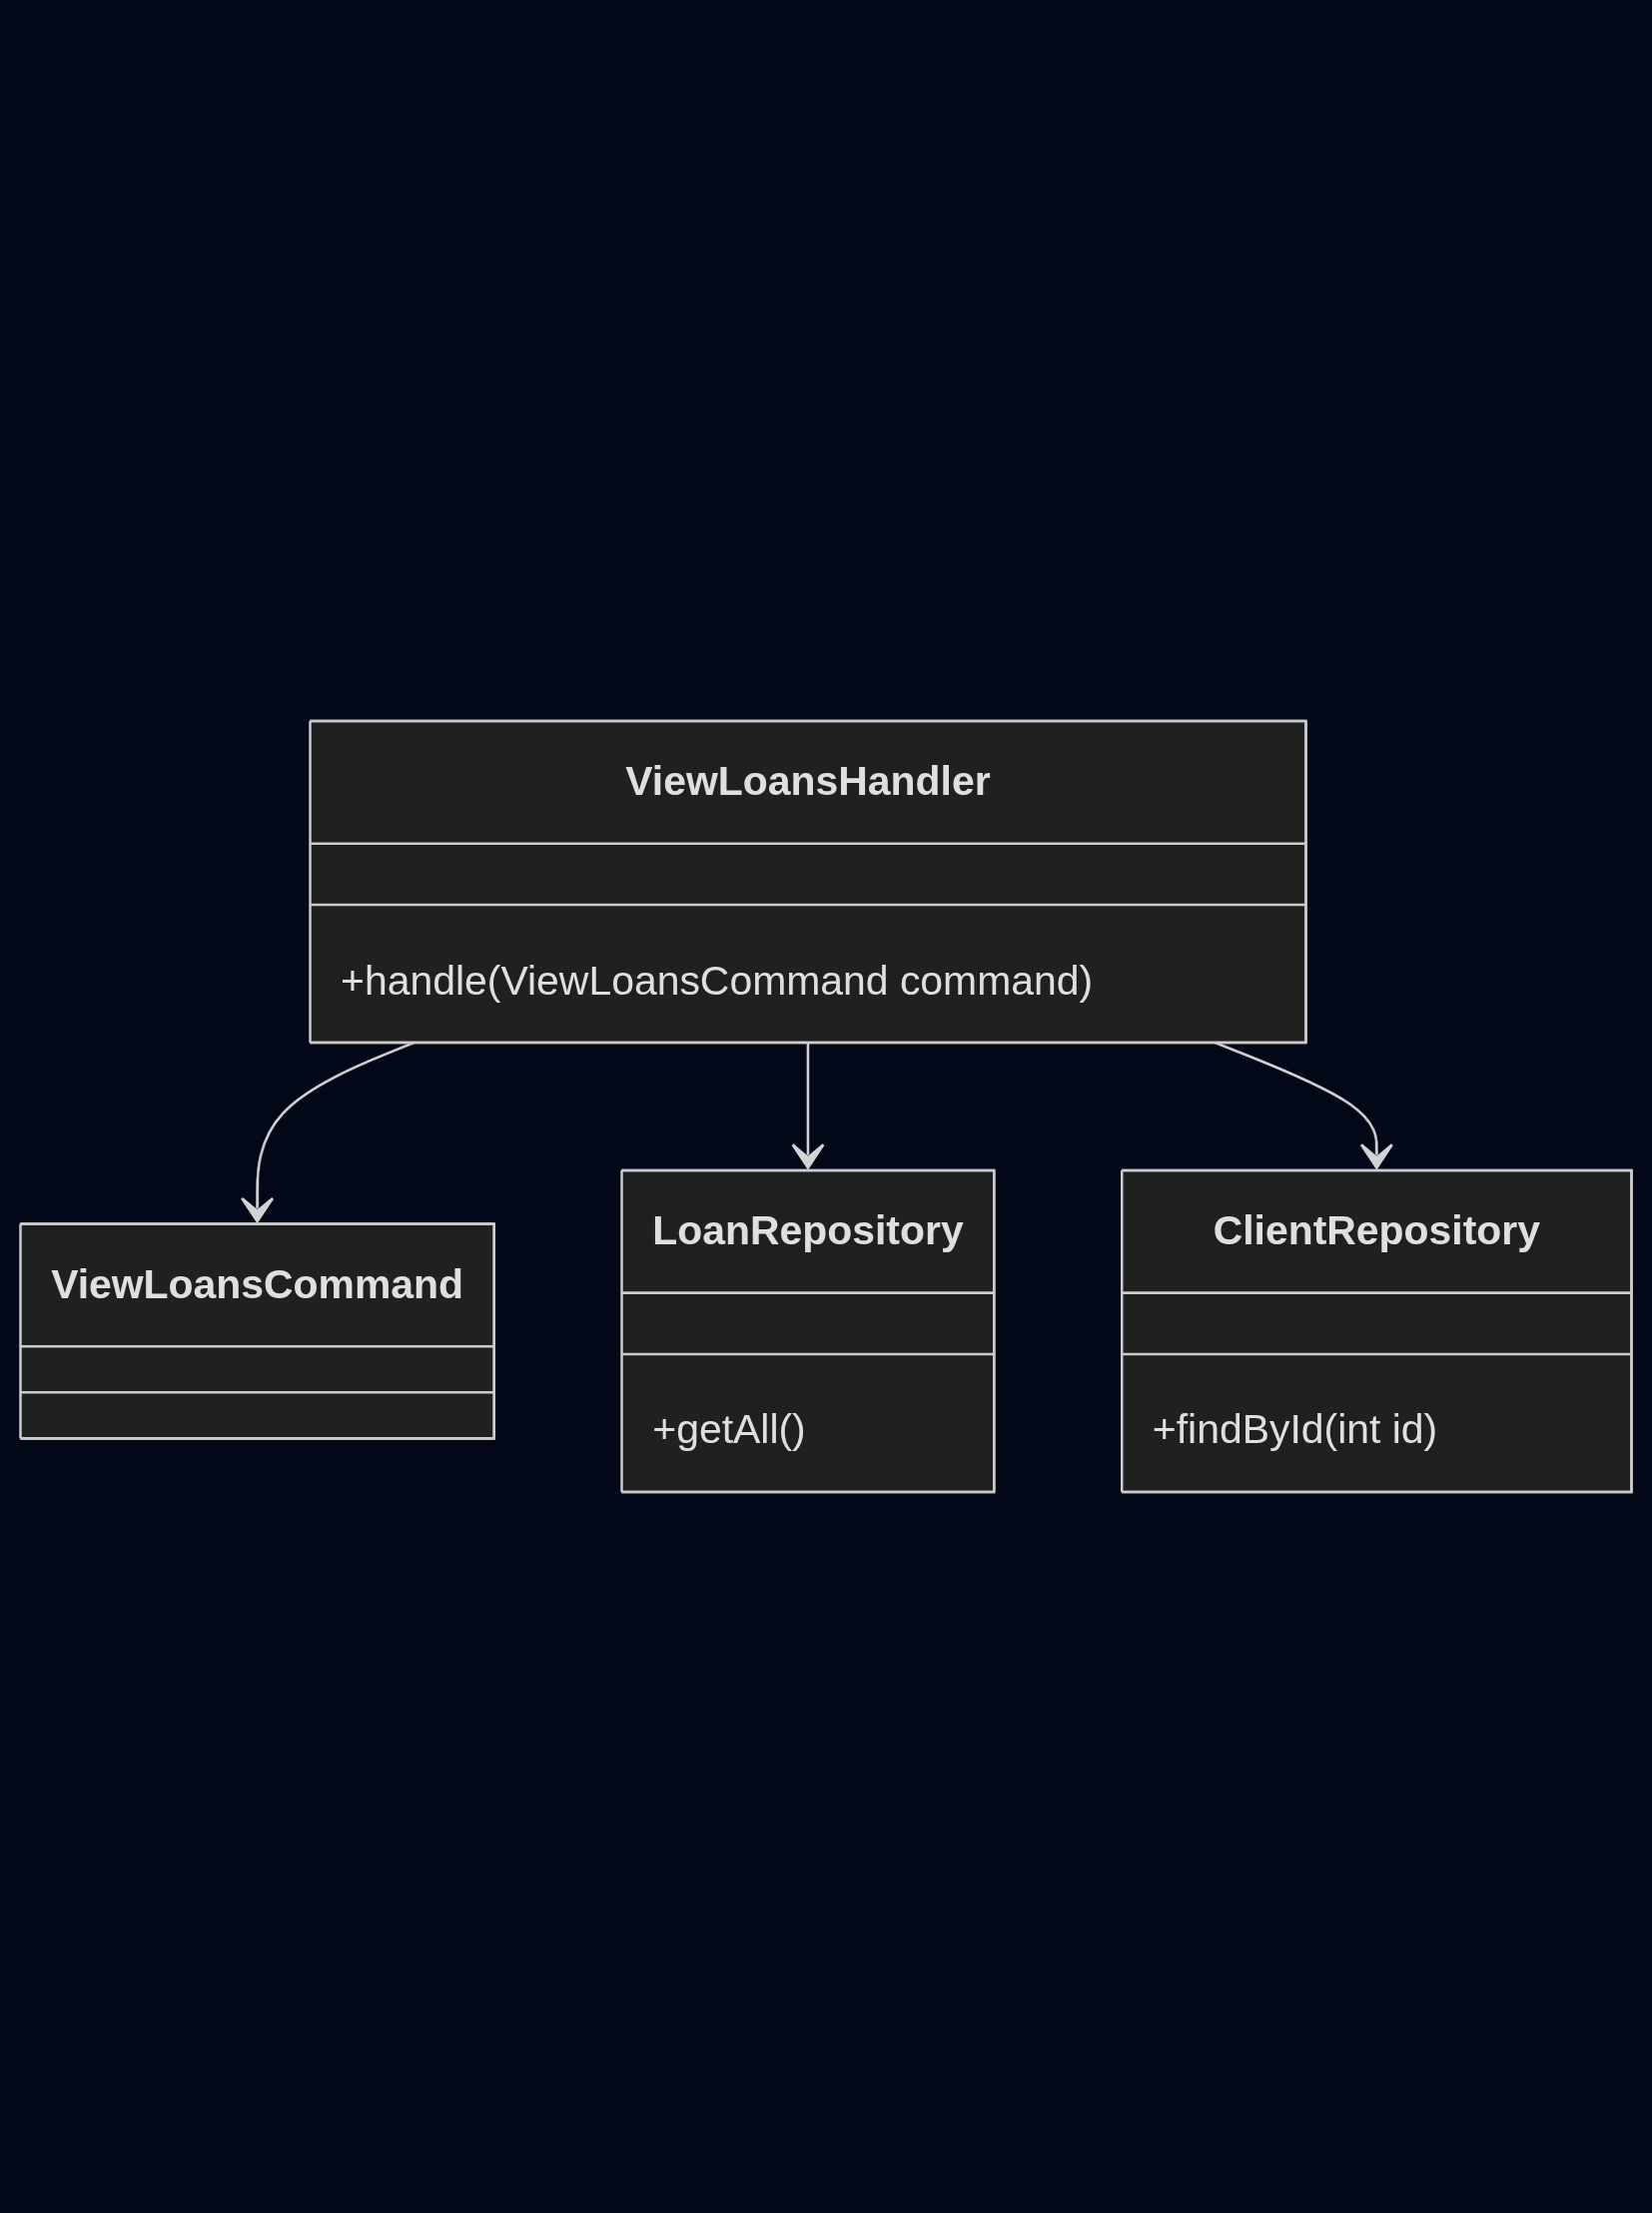 ViewLoansHandler
+handle(ViewLoansCommand command)
ViewLoansCommand
LoanRepository
+getAll()
ClientRepository
+findById(int id)